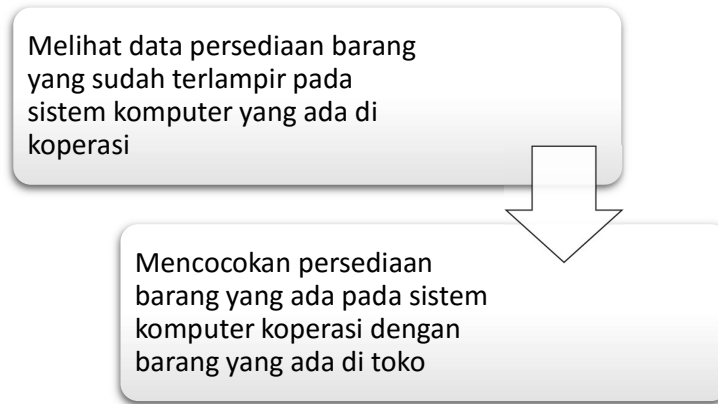 Melihat data persediaan barang
yang sudah terlampir pada
sistem komputer yang ada di
koperasi
Mencocokan persediaan
barang yang ada pada sistem
komputer koperasi dengan
barang yang ada di toko